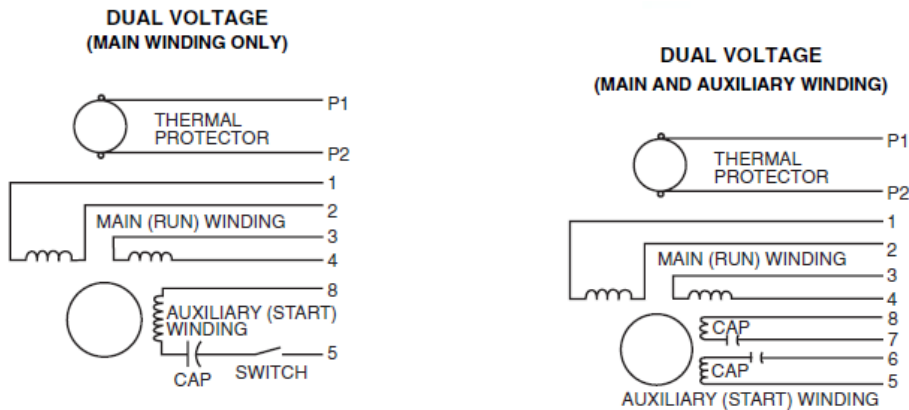 DUAL VOLTAGE
(MAIN WINDING ONLY)
P1
THERMAL
PROTECTOR
P2
1
2
MAIN (RUN) WINDING
3
4
8
AUXILIARY (START)
WINDING
5
CAP
SWITCH
DUAL VOLTAGE
(MAIN AND AUXILIARY WINDING)
P1
THERMAL
PROTECTOR
P2
1
2
MAIN (RUN) WINDING
3
4
8
CAP
7
6
CAP
5
AUXILIARY (START) WINDING